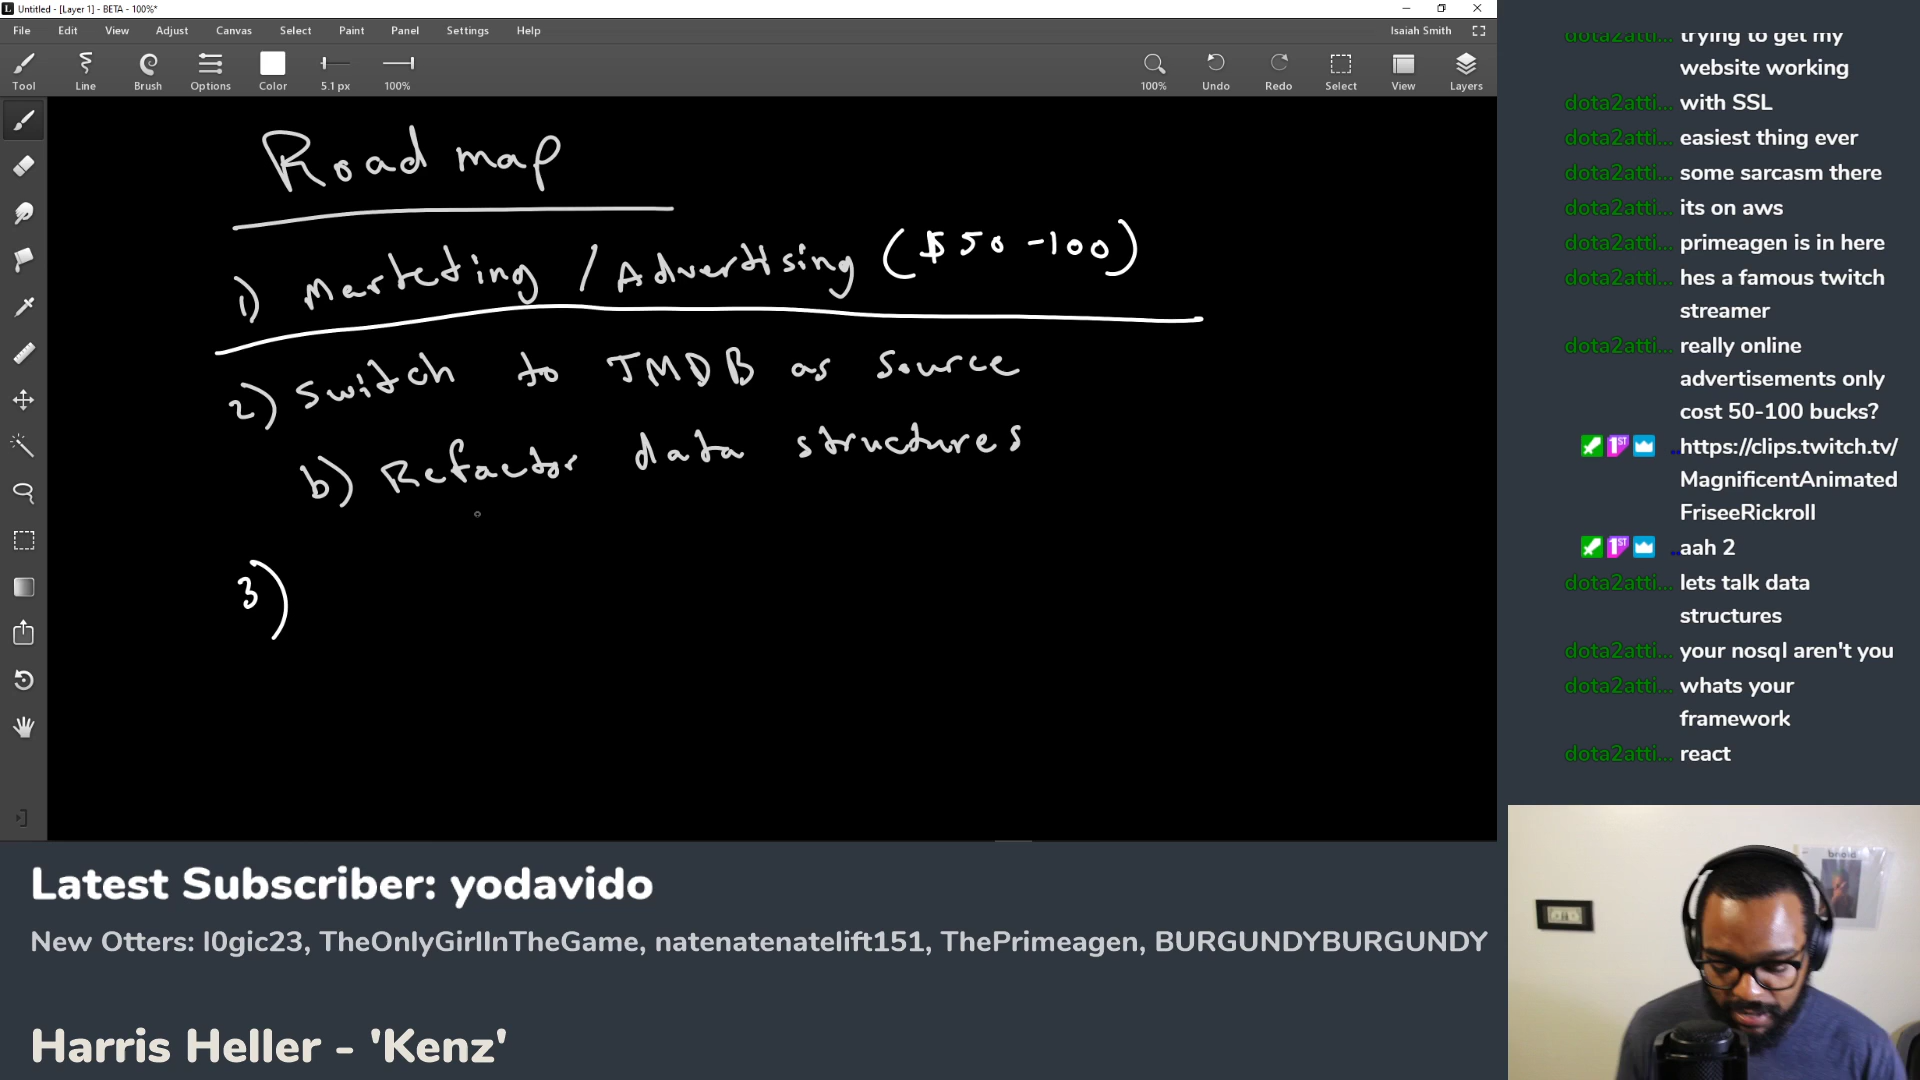 Untitled - [Layer 1] - BETA - 100%*
File Edit View Adjust Canvas Select Paint Panel Settings Help Isaiah Smith
Tool Line Brush Options Color 5.1 px 100% 100% Undo Redo Select View Layers
Road map
1) Marketing / Advertising ($50-100)
2) Switch to TMDB as source
b) Refactor data structures
3)
dota2atti... trying to get my
website working
dota2atti... with SSL
dota2atti... easiest thing ever
dota2atti... some sarcasm there
dota2atti... its on aws
dota2atti... primeagen is in here
dota2atti... hes a famous twitch
streamer
dota2atti... really online
advertisements only
cost 50-100 bucks?
1ST .. https://clips.twitch.tv/
MagnificentAnimated
FriseeRickroll
1ST .. aah 2
dota2atti... lets talk data
structures
dota2atti... your nosql aren't you
dota2atti... whats your
framework
dota2atti... react
Latest Subscriber: yodavido
New Otters: l0gic23, TheOnlyGirlInTheGame, natenatenatelift151, ThePrimeagen, BURGUNDYBURGUNDY
Harris Heller - 'Kenz'